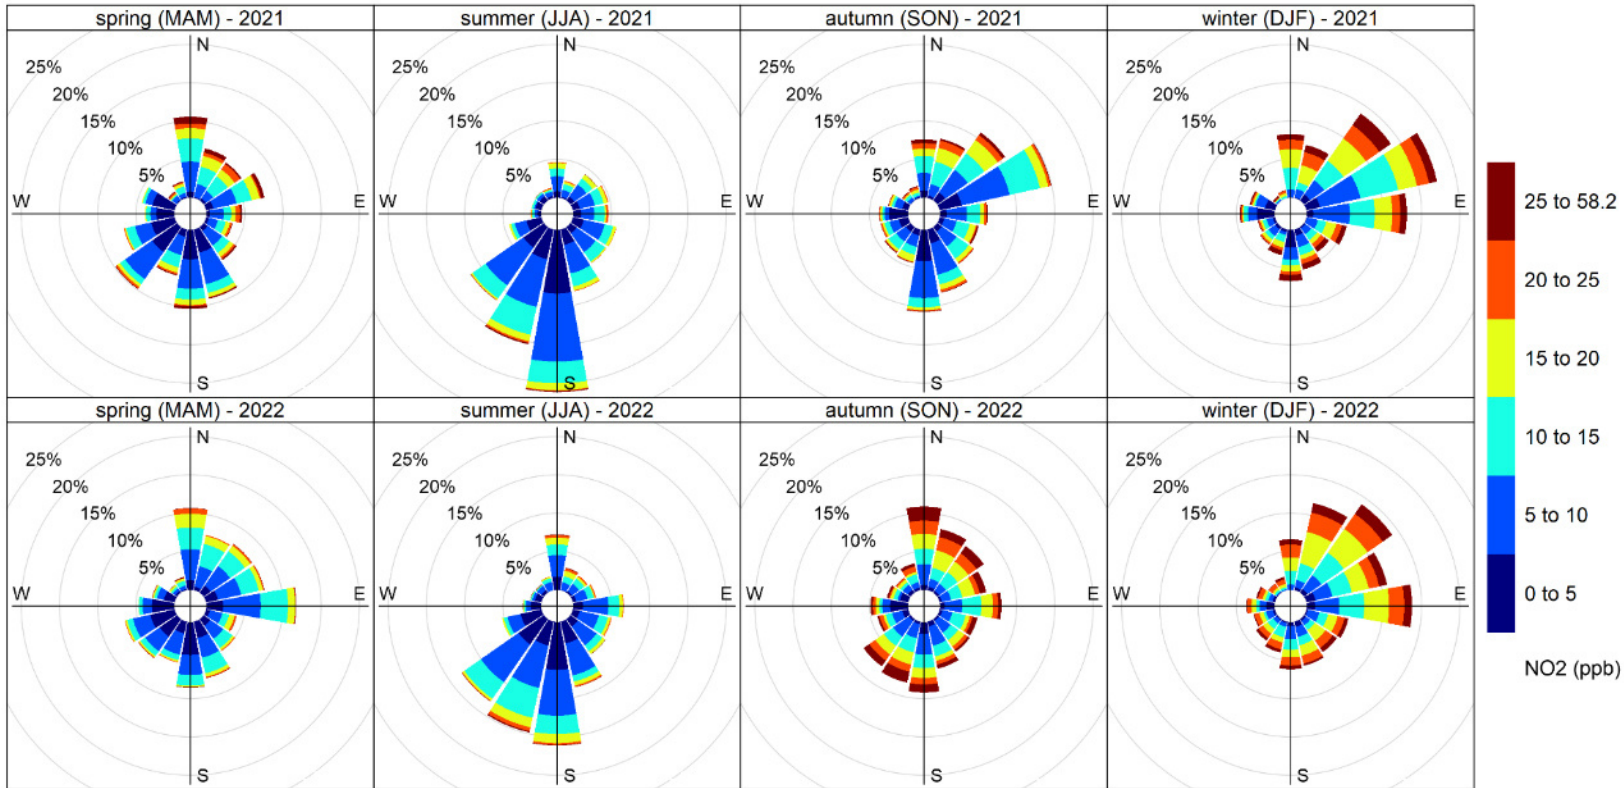 spring (MAM) - 2021
summer (JJA) - 2021
autumn (SON) - 2021
winter (DJF) - 2021
N
25%
20%
15%
10%
5%
W
E
S
N
25%
20%
15%
10%
5%
W
E
S
N
25%
20%
15%
10%
5%
W
E
S
N
25%
20%
15%
10%
5%
W
E
S
spring (MAM) - 2022
summer (JJA) - 2022
autumn (SON) - 2022
winter (DJF) - 2022
N
25%
20%
15%
10%
5%
W
E
S
N
25%
20%
15%
10%
5%
W
E
S
N
25%
20%
15%
10%
5%
W
E
S
N
25%
20%
15%
10%
5%
W
E
S
25 to 58.2
20 to 25
15 to 20
10 to 15
5 to 10
0 to 5
NO2 (ppb)